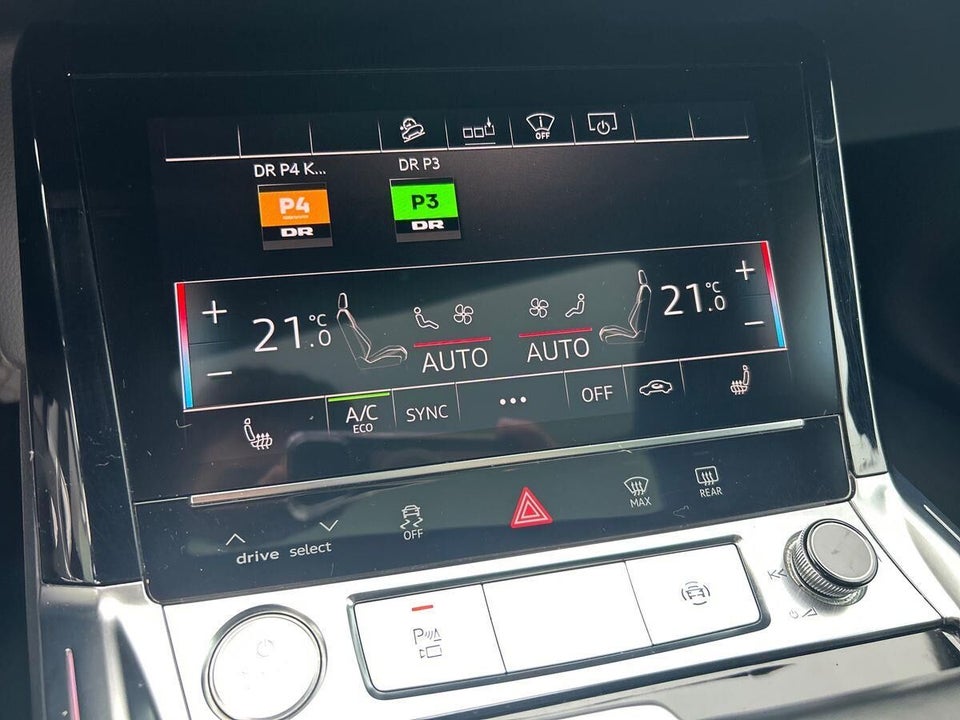 OFF
DR P4 K...
DR P3
P4
DR
P3
DR
+
21.0 °C
−
AUTO
AUTO
21.0 °C
+
−
A/C
ECO
SYNC
•••
OFF
drive select
OFF
MAX
REAR
P